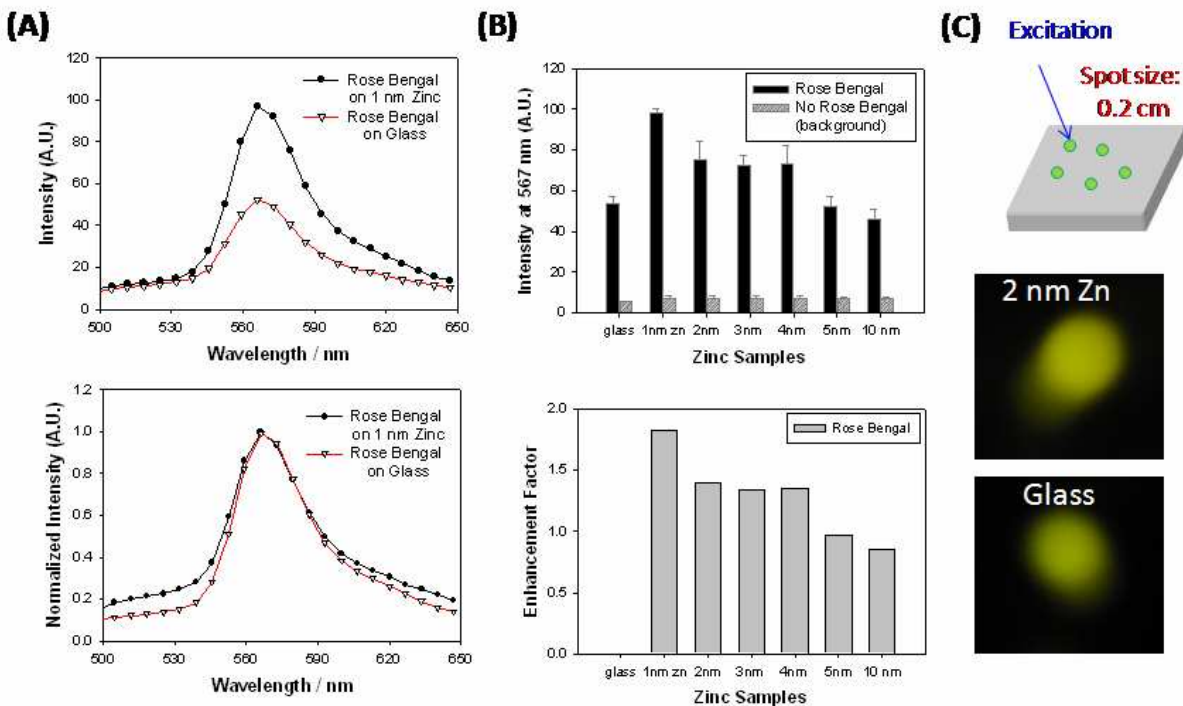 (A)
Intensity (A.U.)
120
100
80
60
40
20
0
500
530
560
590
620
650
Wavelength / nm
Rose Bengal
on 1 nm Zinc
Rose Bengal
on Glass
Normalized Intensity (A.U.)
1.2
1.0
0.8
0.6
0.4
0.2
0.0
500
530
560
590
620
650
Wavelength / nm
Rose Bengal
on 1 nm Zinc
Rose Bengal
on Glass
(B)
Intensity at 567 nm (A.U.)
120
100
80
60
40
20
0
glass
1nm zn
2nm
3nm
4nm
5nm
10 nm
Zinc Samples
Rose Bengal
No Rose Bengal
(background)
Enhancement Factor
2.0
1.5
1.0
0.5
0.0
glass
1nm zn
2nm
3nm
4nm
5nm
10 nm
Zinc Samples
Rose Bengal
(C)
Excitation
Spot size:
0.2 cm
2 nm Zn
Glass